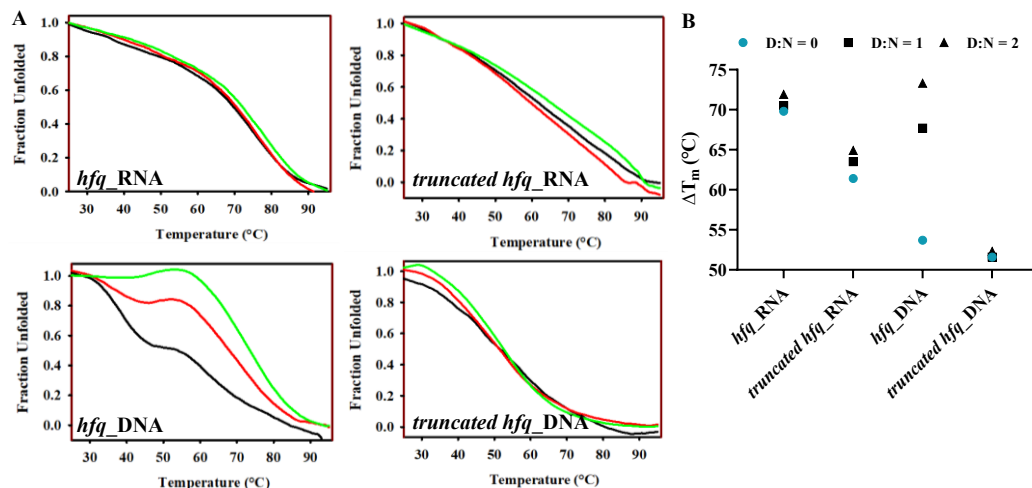 A
Fraction Unfolded
1.0
0.8
0.6
0.4
0.2
0.0
hfq_RNA
30 40 50 60 70 80 90
Temperature (°C)
Fraction Unfolded
1.0
0.8
0.6
0.4
0.2
0.0
truncated hfq_RNA
30 40 50 60 70 80 90
Temperature (°C)
Fraction Unfolded
1.0
0.8
0.6
0.4
0.2
0.0
hfq_DNA
30 40 50 60 70 80 90
Temperature (°C)
Fraction Unfolded
1.0
0.8
0.6
0.4
0.2
0.0
truncated hfq_DNA
30 40 50 60 70 80 90
Temperature (°C)
B
D:N = 0 D:N = 1 D:N = 2
ΔTm (°C)
75
70
65
60
55
50
hfq_RNA
truncated hfq_RNA
hfq_DNA
truncated hfq_DNA